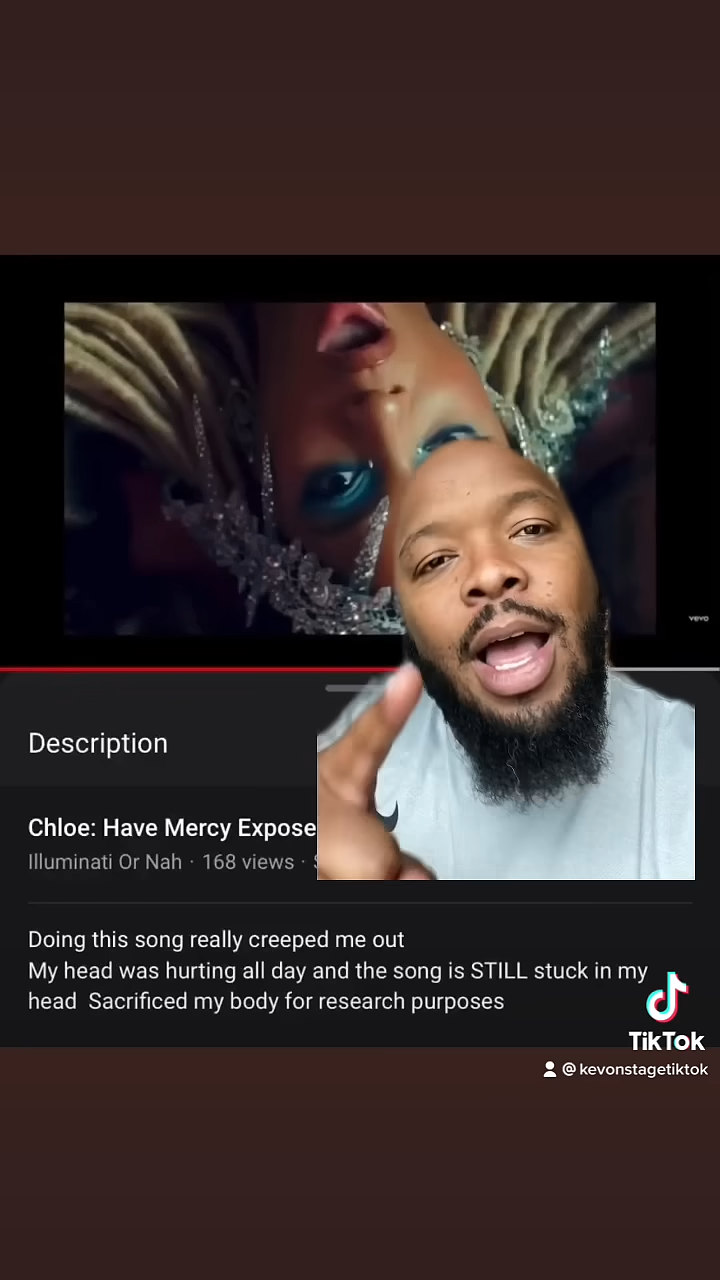 vevo
Description
Chloe: Have Mercy Expose
Illuminati Or Nah · 168 views ·
Doing this song really creeped me out
My head was hurting all day and the song is STILL stuck in my
head Sacrificed my body for research purposes
TikTok
@kevonstagetiktok